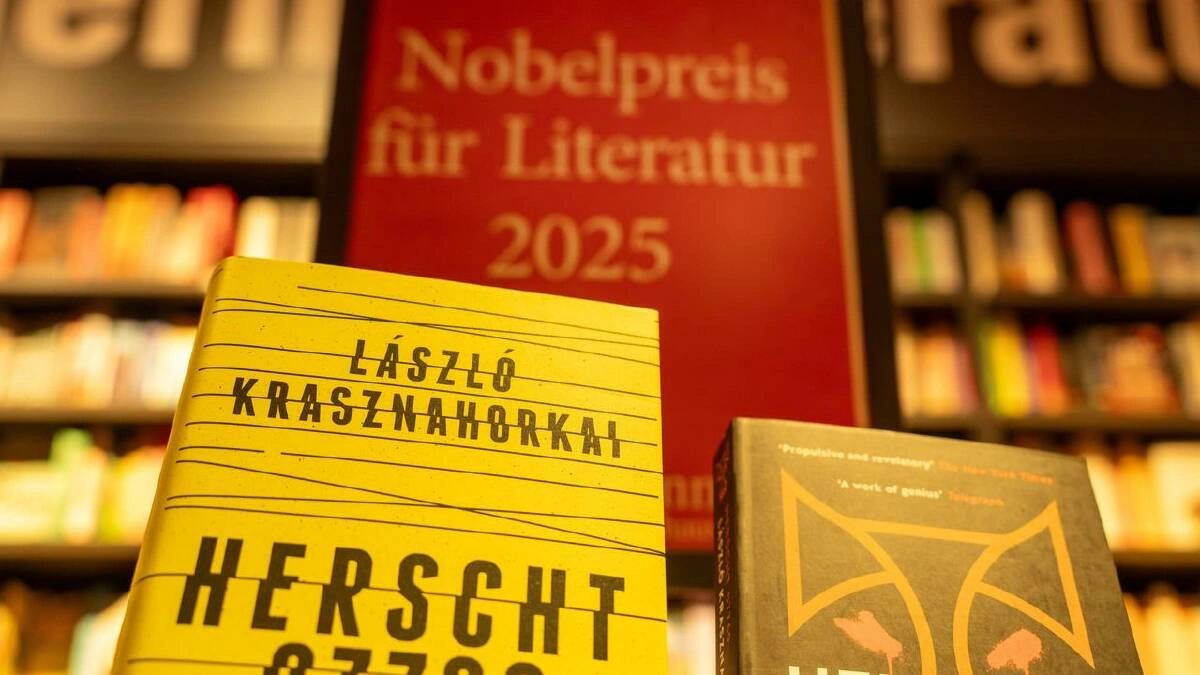 Nobelpreis
für Literatur
2025
LÁSZLÓ
KRASZNAHORKAI
HERSCHT
'Propulsive and revelatory' The New York Times
'A work of genius' Telegraph